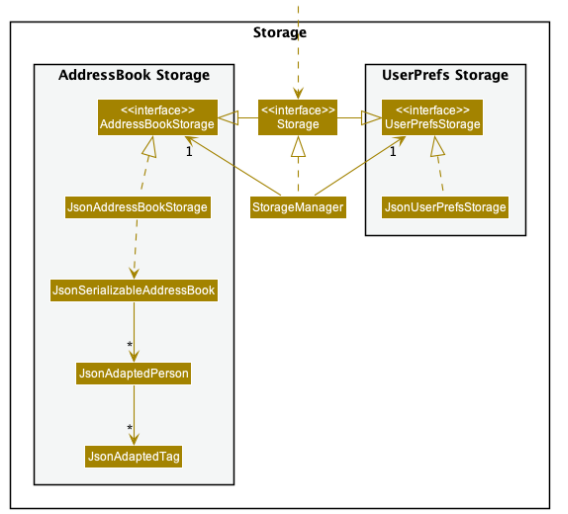 Storage
AddressBook Storage
UserPrefs Storage
<<interface>>
AddressBookStorage
<<interface>>
Storage
<<interface>>
UserPrefsStorage
1
1
JsonAddressBookStorage
StorageManager
JsonUserPrefsStorage
JsonSerializableAddressBook
*
JsonAdaptedPerson
*
JsonAdaptedTag